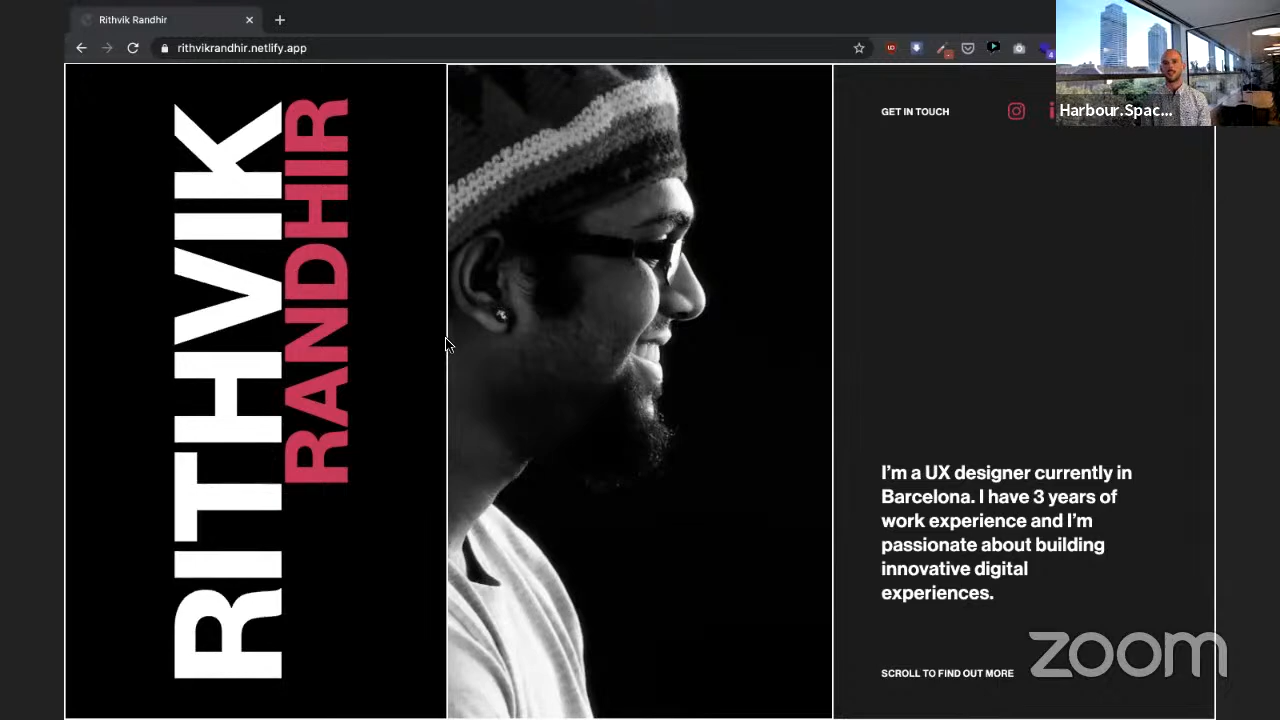 Rithvik Randhir
rithvikrandhir.netlify.app
Harbour.Spac...
RITHVIK
RANDHIR
GET IN TOUCH
I'm a UX designer currently in
Barcelona. I have 3 years of
work experience and I'm
passionate about building
innovative digital
experiences.
SCROLL TO FIND OUT MORE
zoom